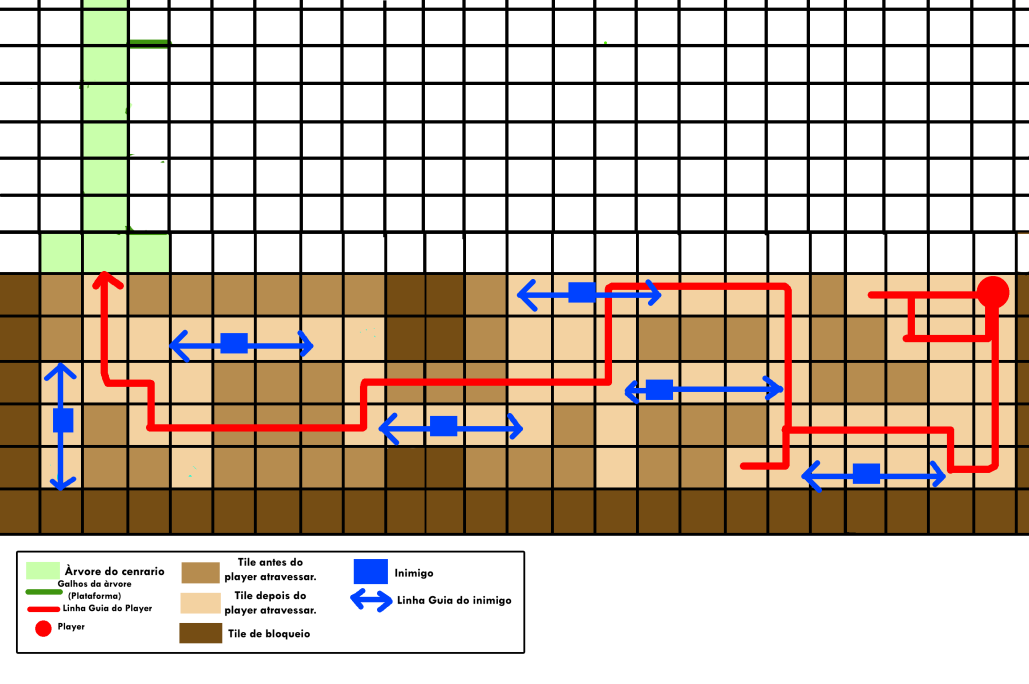 Àrvore do cenrario
Galhos da àrvore
(Plataforma)
Linha Guia do Player
Player
Tile antes do
player atravessar.
Tile depois do
player atravessar.
Tile de bloqueio
Inimigo
Linha Guia do inimigo